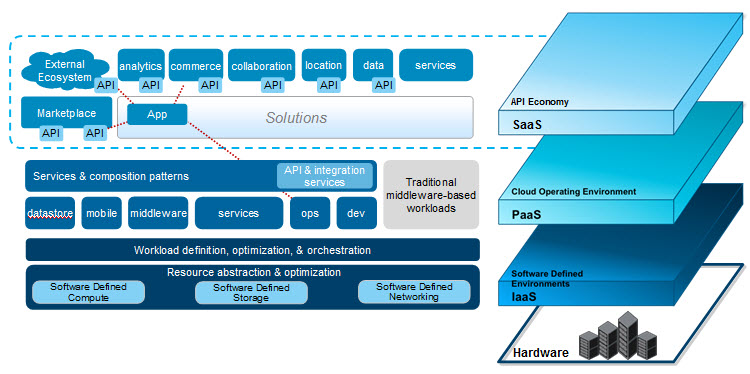 External
Ecosystem
analytics
commerce
collaboration
location
data
services
API
API
API
API
API
API
Marketplace
API
API
App
Solutions
API Economy
SaaS
Services & composition patterns
API & integration
services
Traditional
middleware-based
workloads
datastore
mobile
middleware
services
ops
dev
Cloud Operating Environment
PaaS
Workload definition, optimization, & orchestration
Resource abstraction & optimization
Software Defined
Compute
Software Defined
Storage
Software Defined
Networking
Software Defined
Environments
IaaS
Hardware